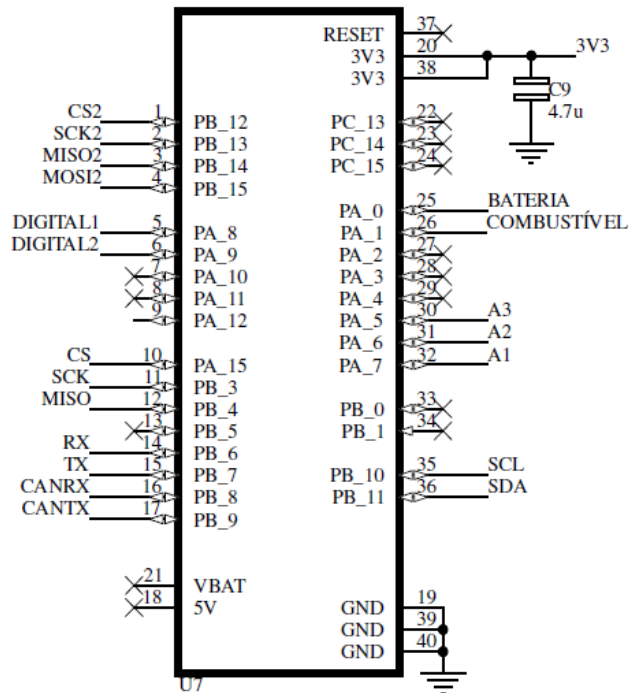 RESET 37
3V3 20 3V3
3V3 38
C9
4.7u
CS2 1 PB_12 PC_13 22
SCK2 2 PB_13 PC_14 23
MISO2 3 PB_14 PC_15 24
MOSI2 4 PB_15
PA_0 25 BATERIA
DIGITAL1 5 PA_8 PA_1 26 COMBUSTÍVEL
DIGITAL2 6 PA_9 PA_2 27
7 PA_10 PA_3 28
8 PA_11 PA_4 29
9 PA_12 PA_5 30 A3
PA_6 31 A2
CS 10 PA_15 PA_7 32 A1
SCK 11 PB_3
MISO 12 PB_4 PB_0 33
13 PB_5 PB_1 34
RX 14 PB_6
TX 15 PB_7 PB_10 35 SCL
CANRX 16 PB_8 PB_11 36 SDA
CANTX 17 PB_9
21 VBAT
18 5V GND 19
GND 39
GND 40
U7